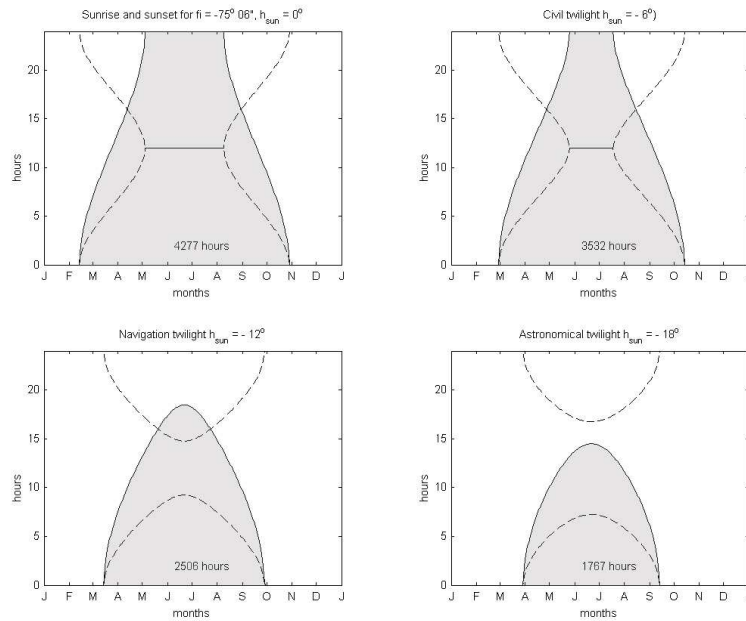 Sunrise and sunset for fi = -75° 06", h_sun = 0°
20
15
10
5
0
hours
4277 hours
J F M A M J J A S O N D J
months
Civil twilight h_sun = - 6°)
20
15
10
5
0
hours
3532 hours
J F M A M J J A S O N D J
months
Navigation twilight h_sun = - 12°
20
15
10
5
0
hours
2506 hours
J F M A M J J A S O N D J
months
Astronomical twilight h_sun = - 18°
20
15
10
5
0
hours
1767 hours
J F M A M J J A S O N D J
months